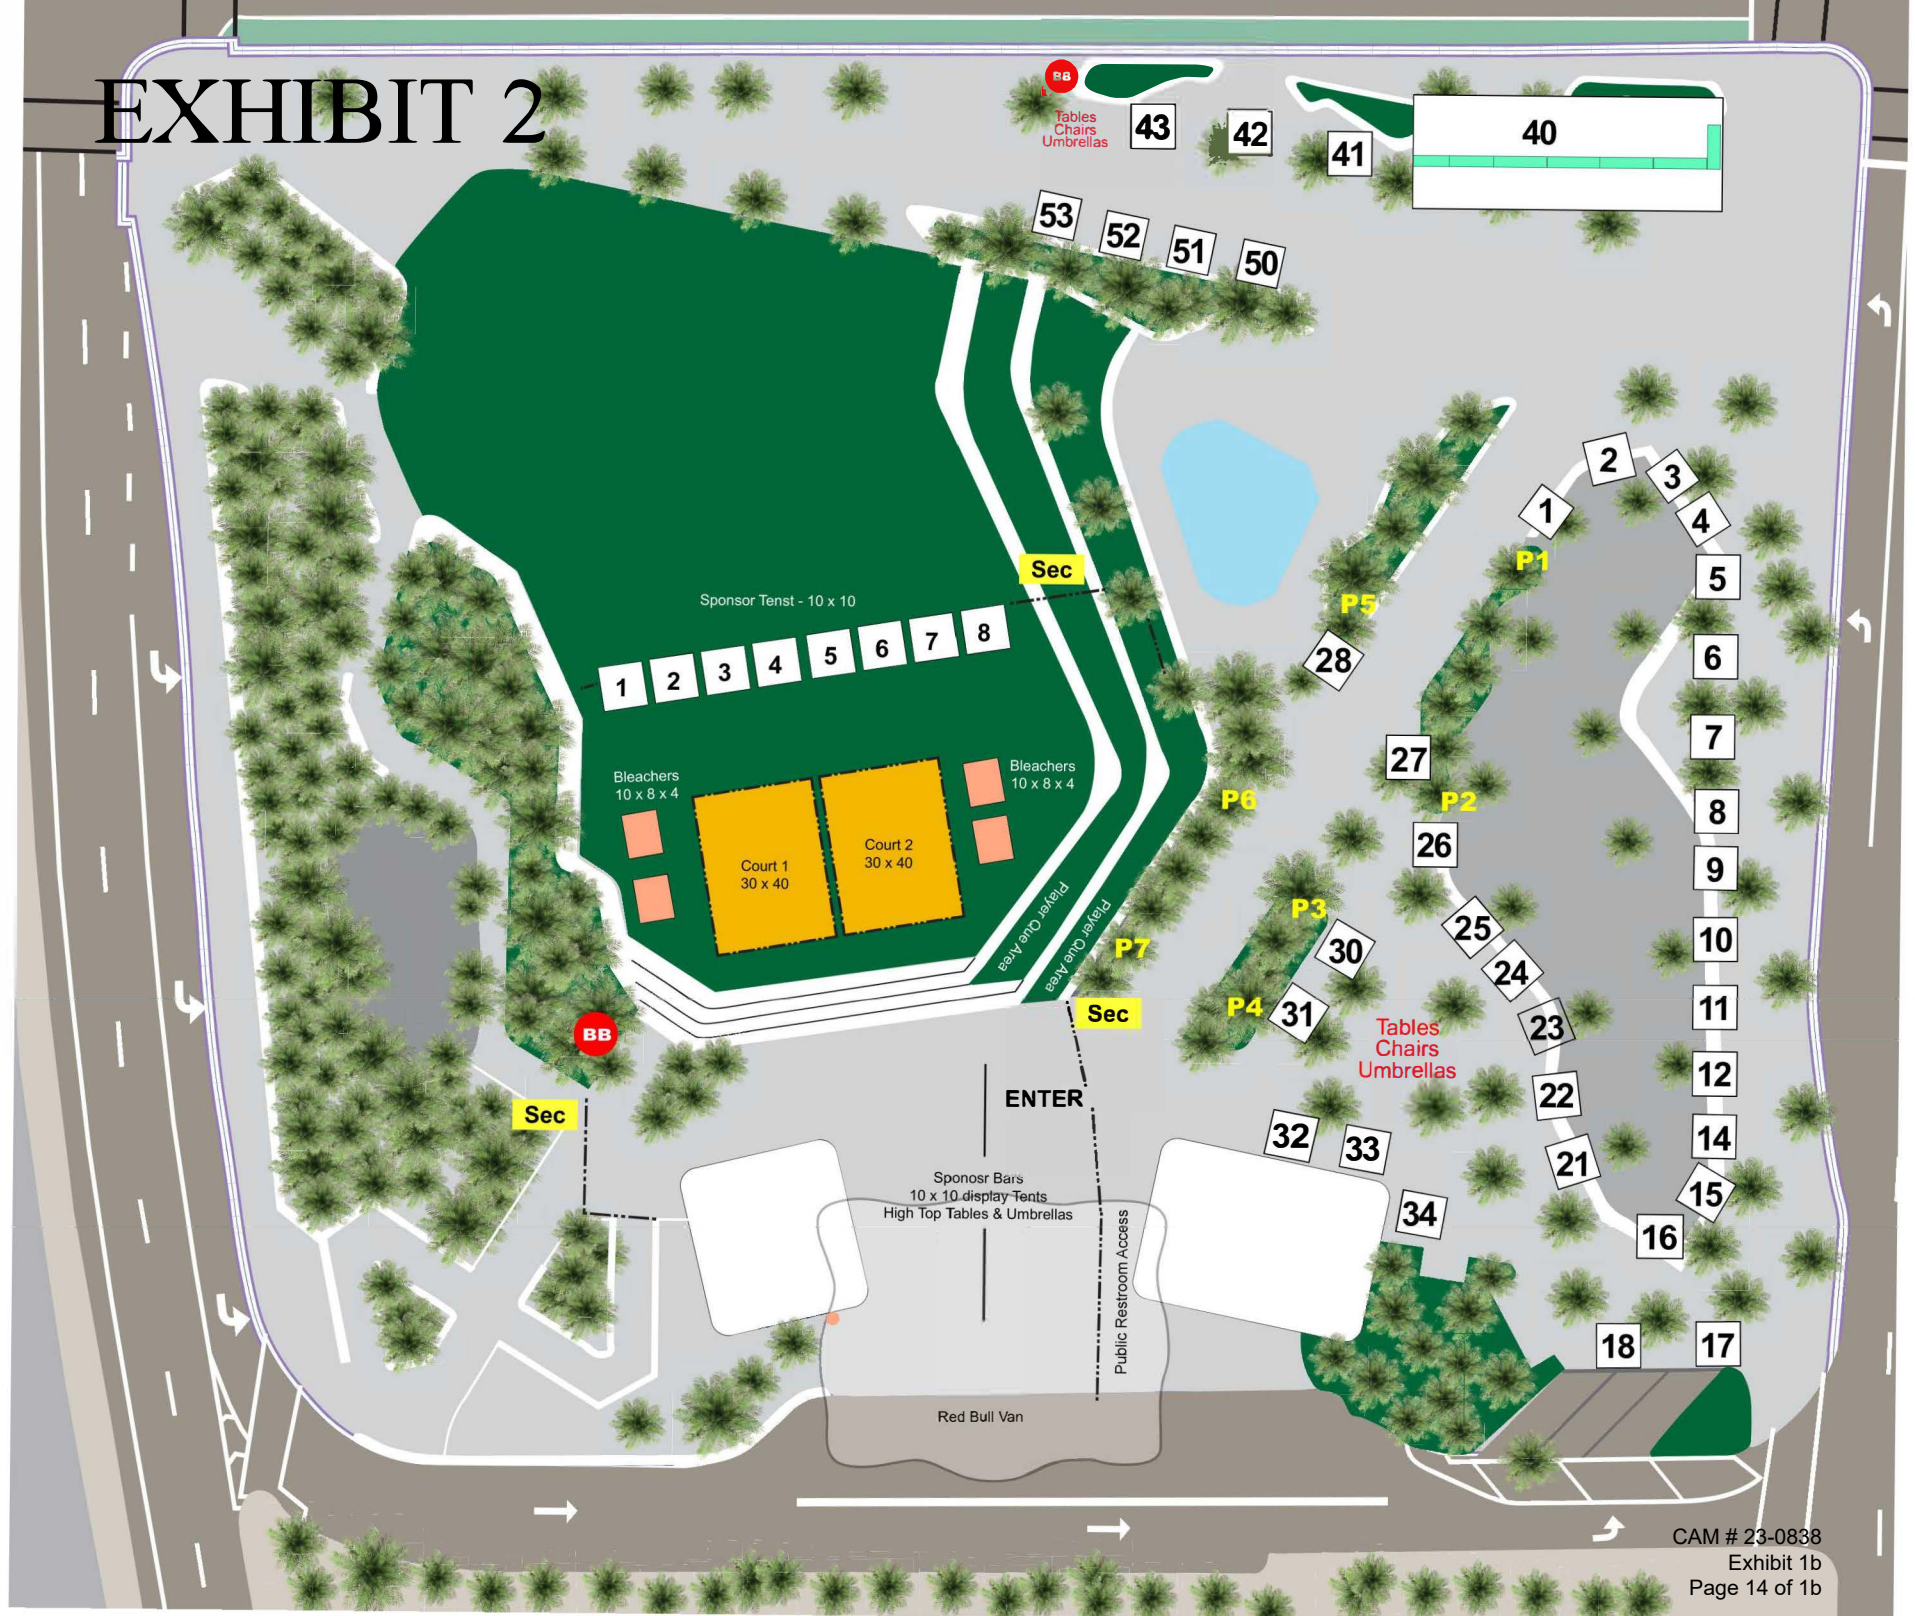 EXHIBIT 2
BB
Tables
Chairs
Umbrellas
43
42
41
40
53
52
51
50
2
3
1
4
P1
5
Sec
Sponsor Tenst - 10 x 10
P5
1
2
3
4
5
6
7
8
28
6
7
27
P2
P6
8
26
9
Bleachers
10 x 8 x 4
Bleachers
10 x 8 x 4
Court 1
30 x 40
Court 2
30 x 40
Player Que Area
Player Que Area
P7
P3
30
P4
31
25
24
23
10
11
Sec
BB
Tables
Chairs
Umbrellas
12
22
ENTER
Sec
32
33
14
21
15
34
16
Sponosr Bars
10 x 10 display Tents
High Top Tables & Umbrellas
Public Restroom Access
18
17
Red Bull Van
CAM # 23-0838
Exhibit 1b
Page 14 of 1b